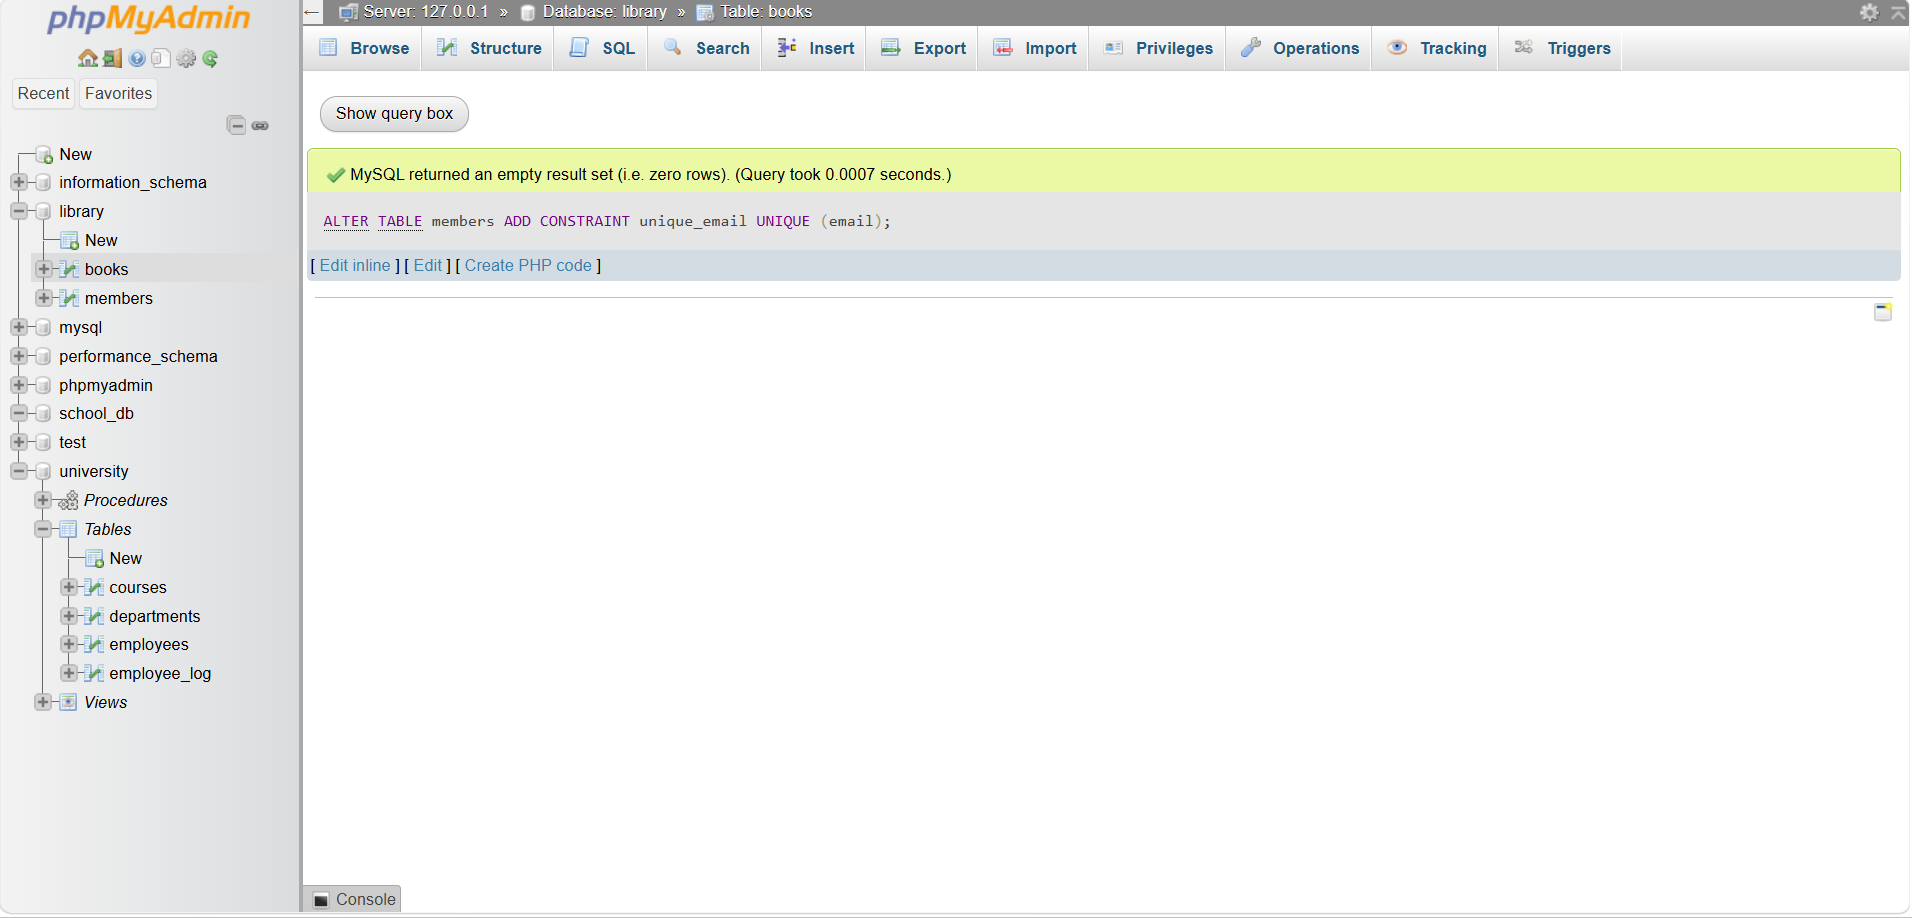 phpMyAdmin
Recent Favorites
New
information_schema
library
New
books
members
mysql
performance_schema
phpmyadmin
school_db
test
university
Procedures
Tables
New
courses
departments
employees
employee_log
Views
← Server: 127.0.0.1 » Database: library » Table: books
Browse Structure SQL Search Insert Export Import Privileges Operations Tracking Triggers
Show query box
MySQL returned an empty result set (i.e. zero rows). (Query took 0.0007 seconds.)
ALTER TABLE members ADD CONSTRAINT unique_email UNIQUE (email);
[ Edit inline ] [ Edit ] [ Create PHP code ]
Console